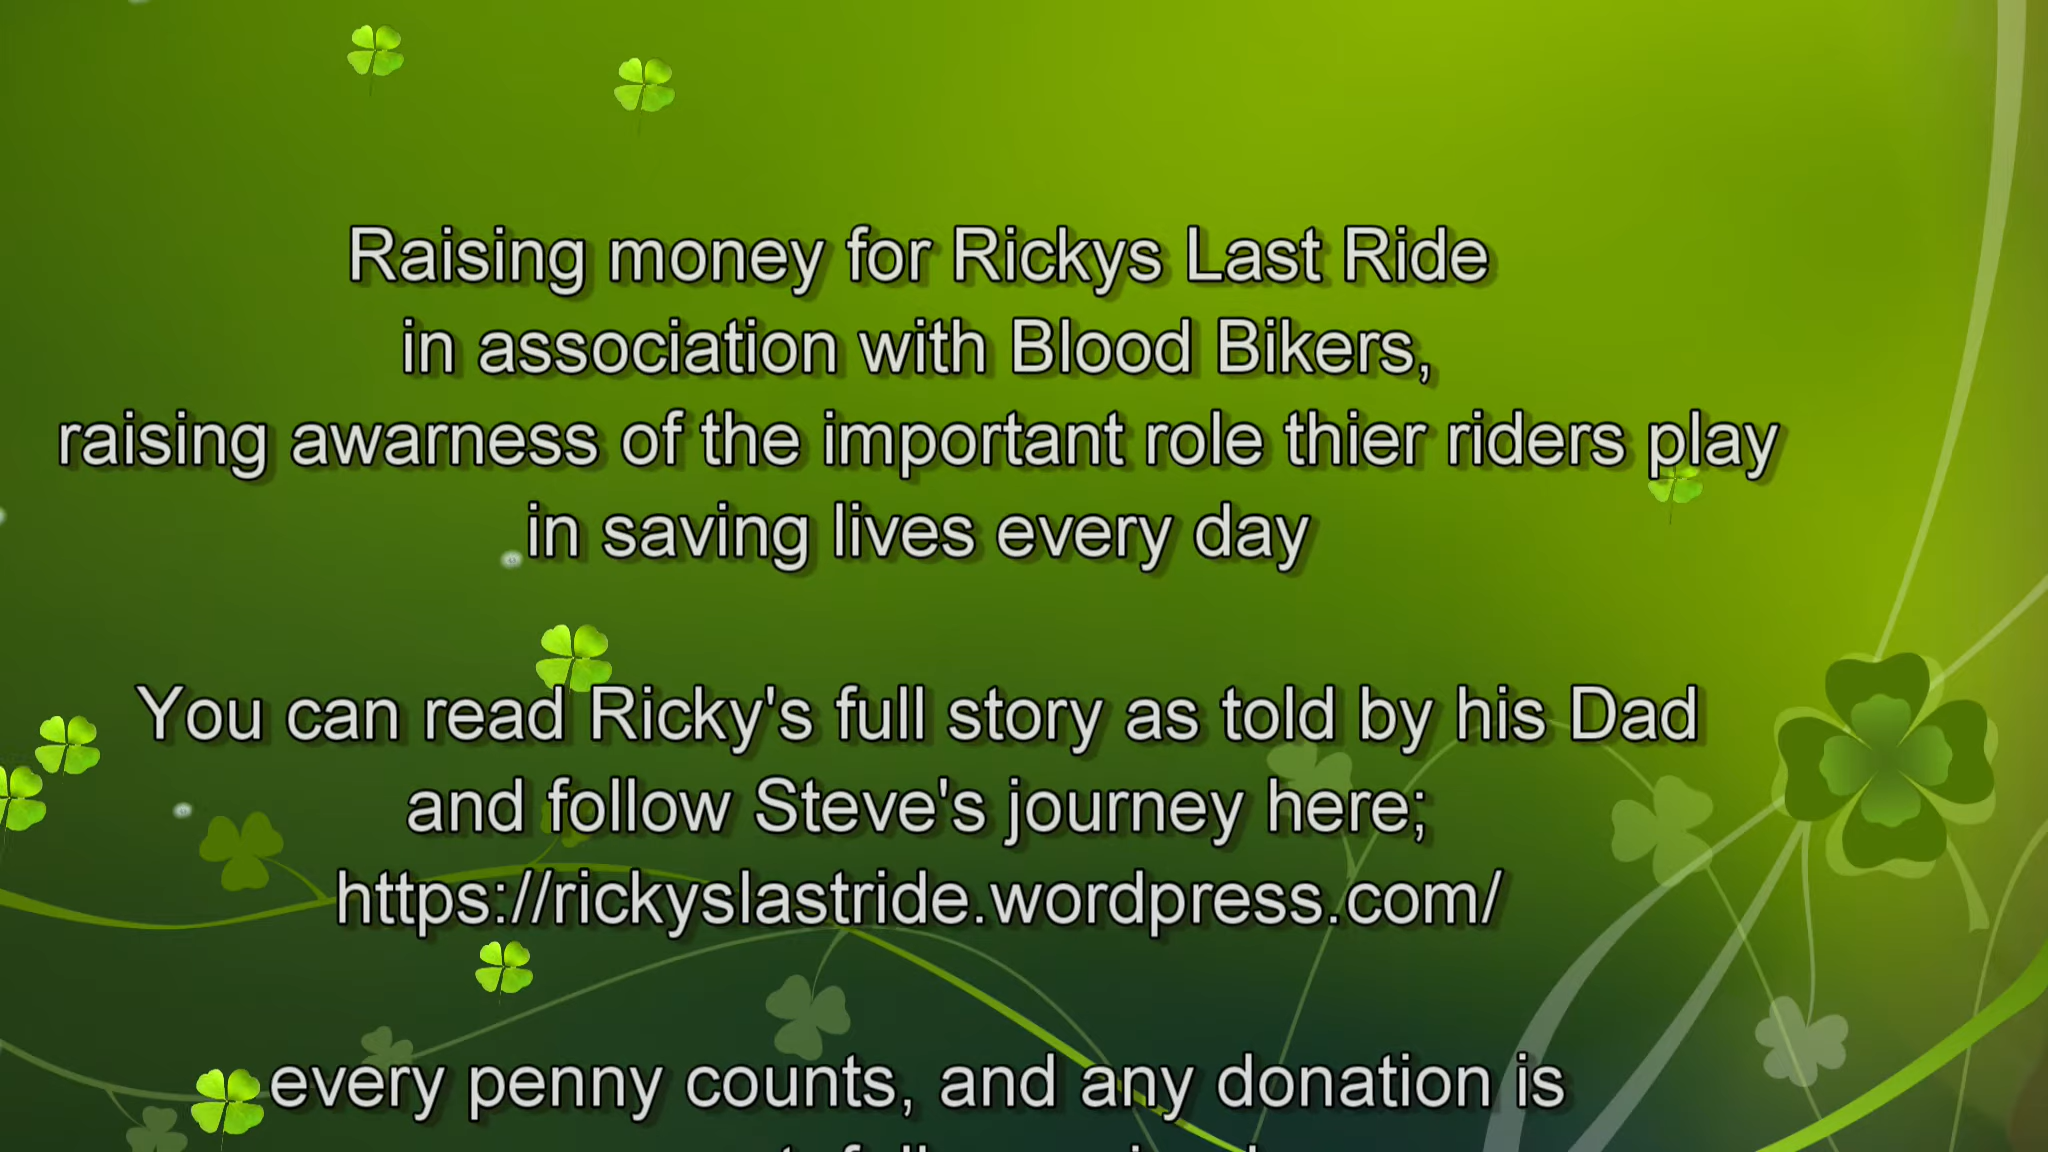 Raising money for Rickys Last Ride
in association with Blood Bikers,
raising awarness of the important role thier riders play
in saving lives every day
You can read Ricky's full story as told by his Dad
and follow Steve's journey here;
https://rickyslastride.wordpress.com/
every penny counts, and any donation is